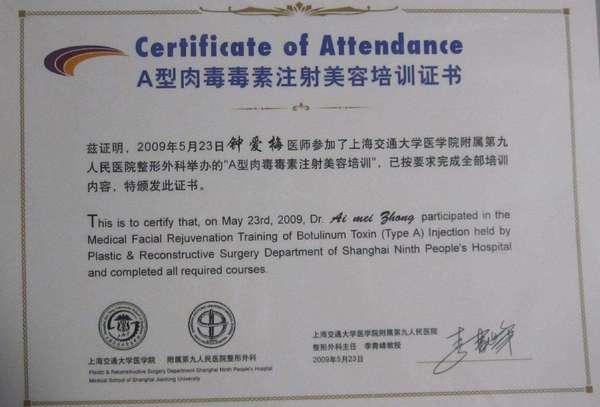 Certificate of Attendance
A型肉毒毒素注射美容培训证书
兹证明，2009年5月23日钟爱梅医师参加了上海交通大学医学院附属第九
人民医院整形外科举办的“A型肉毒毒素注射美容培训”，已按要求完成全部培训
内容，特颁发此证书。
This is to certify that, on May 23rd, 2009, Dr. Ai mei Zhong participated in the
Medical Facial Rejuvenation Training of Botulinum Toxin (Type A) Injection held by
Plastic & Reconstructive Surgery Department of Shanghai Ninth People's Hospital
and completed all required courses.
上海交通大学医学院 附属第九人民医院整形外科
Plastic & Reconstructive Surgery Department Shanghai Ninth People's Hospital
Medical School of Shanghai Jiaotong University
上海交通大学医学院附属第九人民医院
整形外科主任 李青峰教授
2009年5月23日